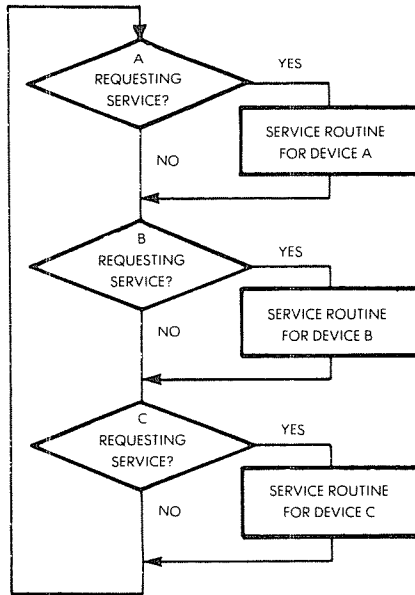 A
REQUESTING
SERVICE?
YES
SERVICE ROUTINE
FOR DEVICE A
NO
B
REQUESTING
SERVICE?
YES
SERVICE ROUTINE
FOR DEVICE B
NO
C
REQUESTING
SERVICE?
YES
SERVICE ROUTINE
FOR DEVICE C
NO